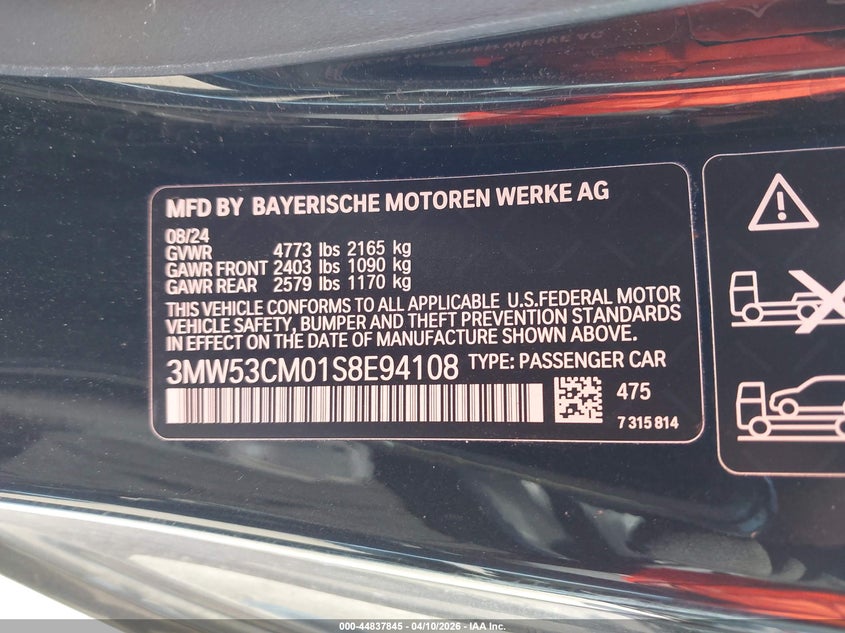 MFD BY BAYERISCHE MOTOREN WERKE AG
08/24
GVWR 4773 lbs 2165 kg
GAWR FRONT 2403 lbs 1090 kg
GAWR REAR 2579 lbs 1170 kg
THIS VEHICLE CONFORMS TO ALL APPLICABLE U.S.FEDERAL MOTOR
VEHICLE SAFETY, BUMPER AND THEFT PREVENTION STANDARDS
IN EFFECT ON THE DATE OF MANUFACTURE SHOWN ABOVE.
3MW53CM01S8E94108 TYPE: PASSENGER CAR
475
7315814
000-44837845 - 04/10/2026 - IAA Inc.